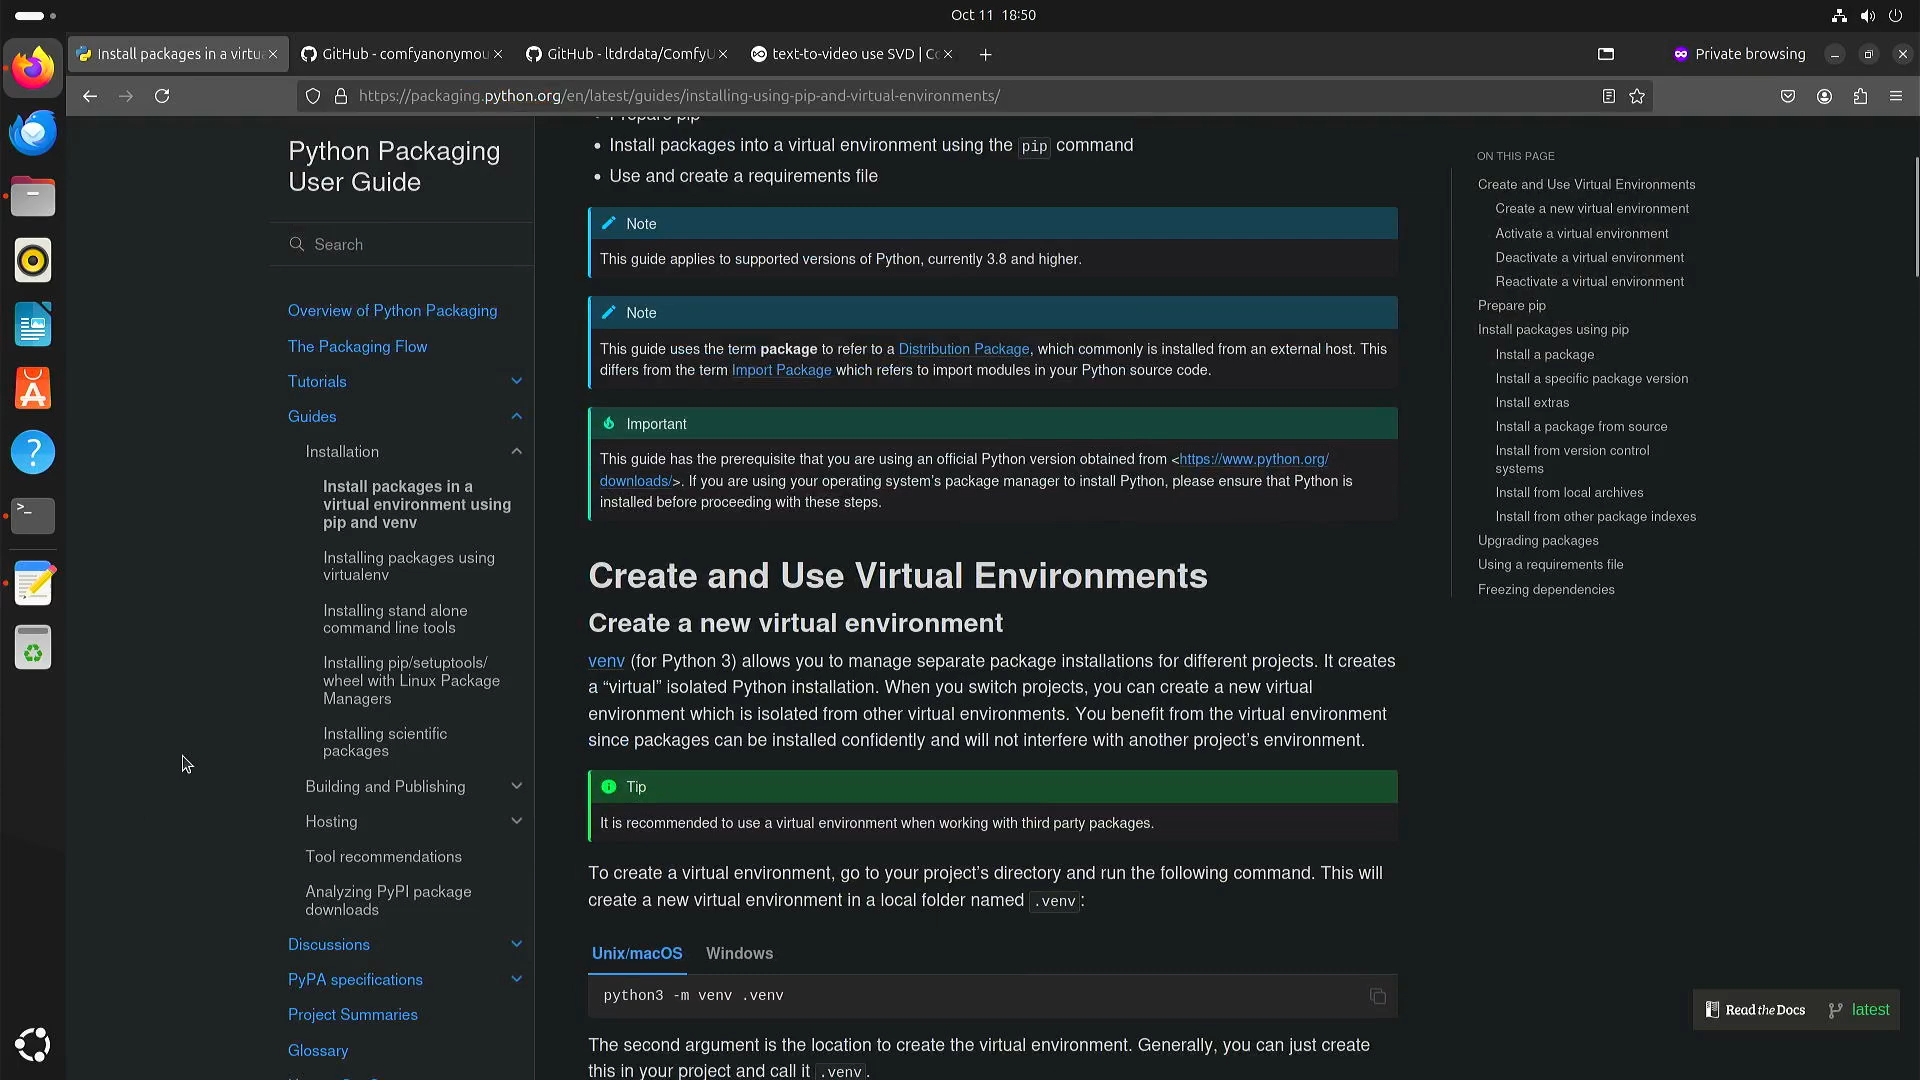 Oct 11 18:50
Install packages in a virtu
GitHub - comfyanonymou
GitHub - ltdrdata/ComfyU
text-to-video use SVD | Co
Private browsing
https://packaging.python.org/en/latest/guides/installing-using-pip-and-virtual-environments/
Python Packaging
User Guide
Search
Overview of Python Packaging
The Packaging Flow
Tutorials
Guides
Installation
Install packages in a
virtual environment using
pip and venv
Installing packages using
virtualenv
Installing stand alone
command line tools
Installing pip/setuptools/
wheel with Linux Package
Managers
Installing scientific
packages
Building and Publishing
Hosting
Tool recommendations
Analyzing PyPI package
downloads
Discussions
PyPA specifications
Project Summaries
Glossary
Prepare pip
Install packages into a virtual environment using the pip command
Use and create a requirements file
Note
This guide applies to supported versions of Python, currently 3.8 and higher.
Note
This guide uses the term package to refer to a Distribution Package, which commonly is installed from an external host. This
differs from the term Import Package which refers to import modules in your Python source code.
Important
This guide has the prerequisite that you are using an official Python version obtained from <https://www.python.org/
downloads/>. If you are using your operating system's package manager to install Python, please ensure that Python is
installed before proceeding with these steps.
Create and Use Virtual Environments
Create a new virtual environment
venv (for Python 3) allows you to manage separate package installations for different projects. It creates
a “virtual” isolated Python installation. When you switch projects, you can create a new virtual
environment which is isolated from other virtual environments. You benefit from the virtual environment
since packages can be installed confidently and will not interfere with another project's environment.
Tip
It is recommended to use a virtual environment when working with third party packages.
To create a virtual environment, go to your project's directory and run the following command. This will
create a new virtual environment in a local folder named .venv:
Unix/macOS Windows
python3 -m venv .venv
The second argument is the location to create the virtual environment. Generally, you can just create
this in your project and call it .venv.
ON THIS PAGE
Create and Use Virtual Environments
Create a new virtual environment
Activate a virtual environment
Deactivate a virtual environment
Reactivate a virtual environment
Prepare pip
Install packages using pip
Install a package
Install a specific package version
Install extras
Install a package from source
Install from version control
systems
Install from local archives
Install from other package indexes
Upgrading packages
Using a requirements file
Freezing dependencies
Read the Docs
latest